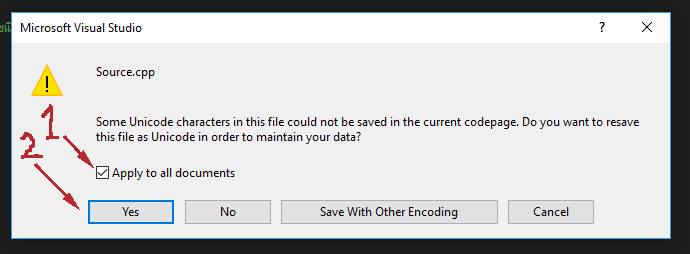 Microsoft Visual Studio
Source.cpp
Some Unicode characters in this file could not be saved in the current codepage. Do you want to resave
this file as Unicode in order to maintain your data?
1
2
Apply to all documents
Yes
No
Save With Other Encoding
Cancel